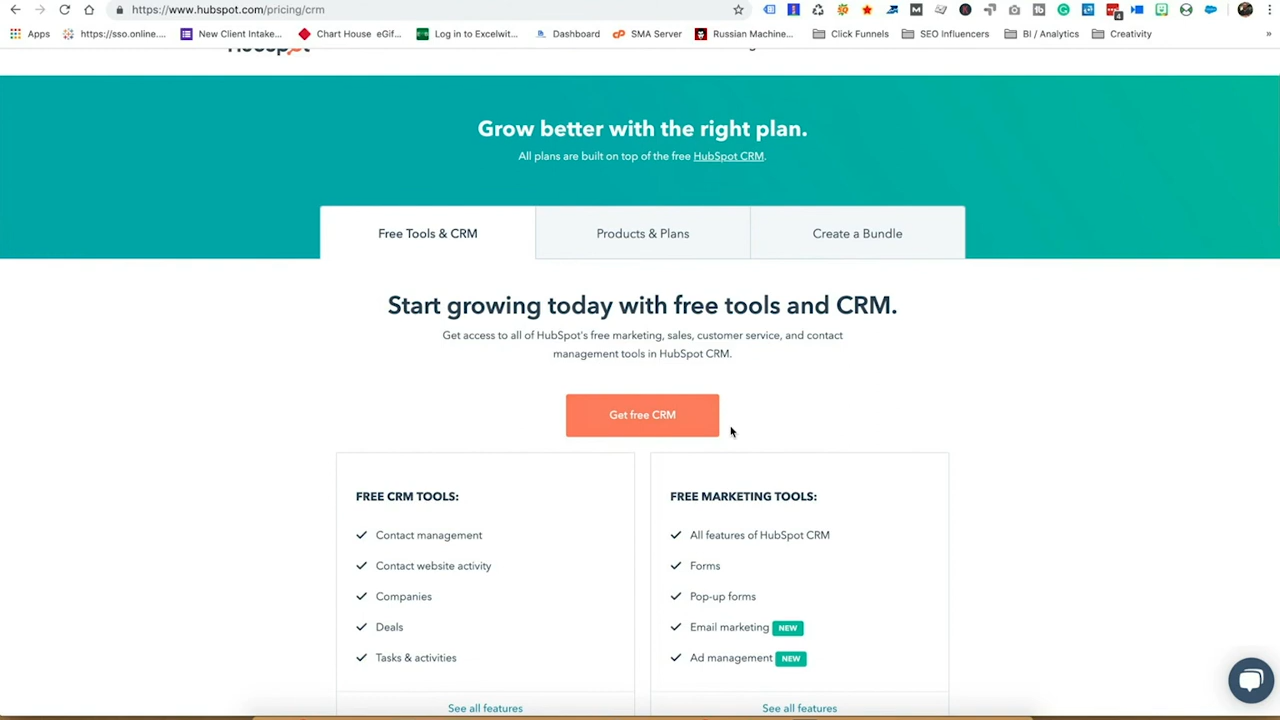 https://www.hubspot.com/pricing/crm
4
Apps
https://sso.online....
New Client Intake...
Chart House eGif...
Log in to Excelwit...
Dashboard
SMA Server
Russian Machine...
Click Funnels
SEO Influencers
BI / Analytics
Creativity
»
HubSpot
Grow better with the right plan.
All plans are built on top of the free HubSpot CRM.
Free Tools & CRM
Products & Plans
Create a Bundle
Start growing today with free tools and CRM.
Get access to all of HubSpot's free marketing, sales, customer service, and contact
management tools in HubSpot CRM.
Get free CRM
FREE CRM TOOLS:
Contact management
Contact website activity
Companies
Deals
Tasks & activities
See all features
FREE MARKETING TOOLS:
All features of HubSpot CRM
Forms
Pop-up forms
Email marketing NEW
Ad management NEW
See all features